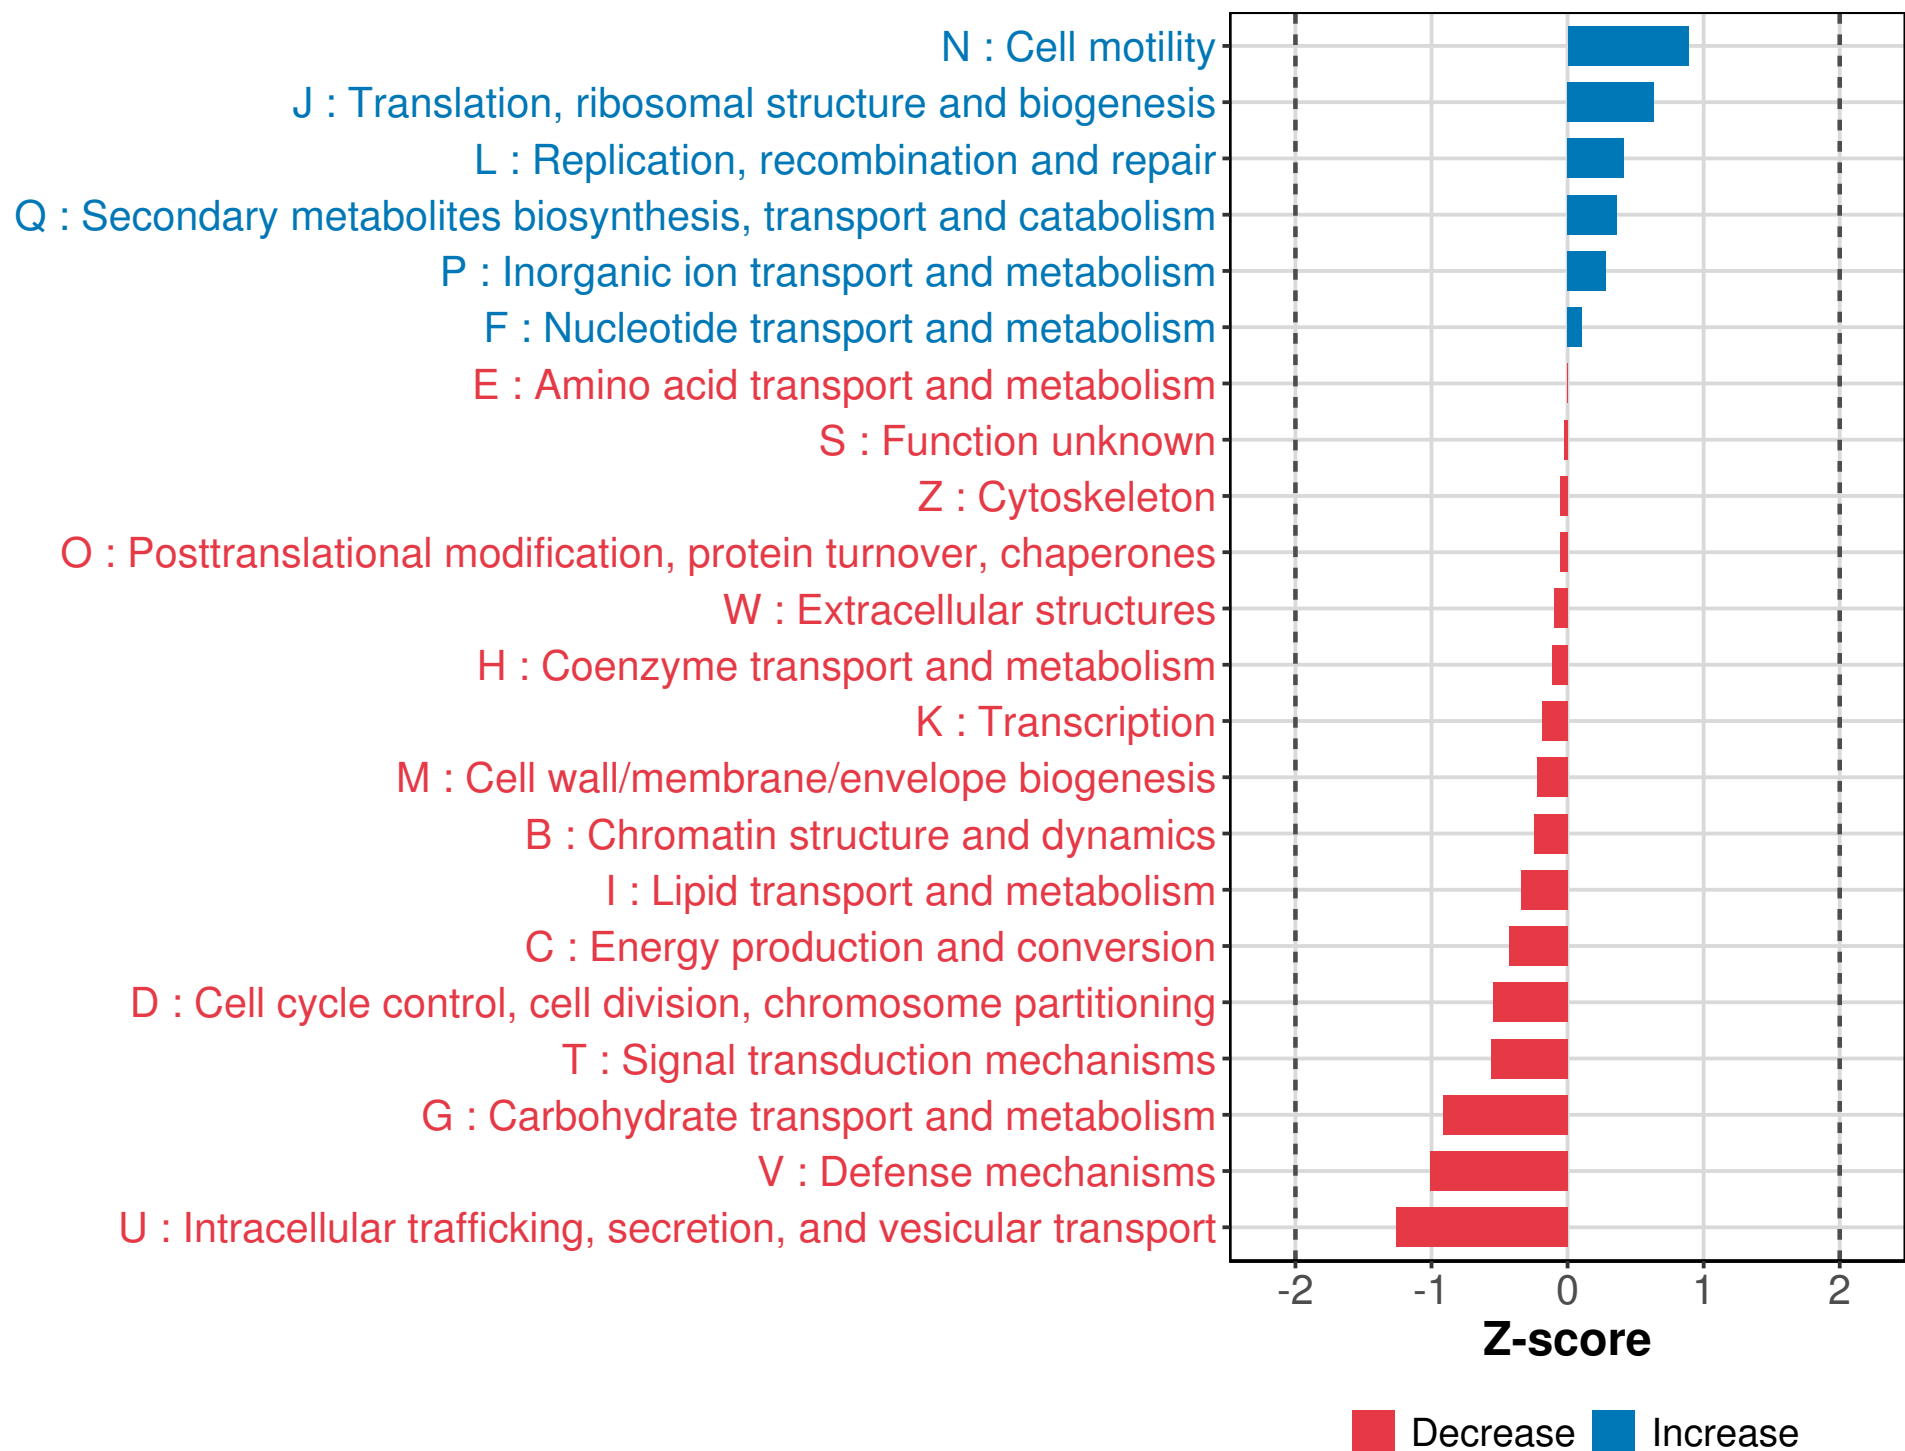 N : Cell motility
J : Translation, ribosomal structure and biogenesis
L : Replication, recombination and repair
Q : Secondary metabolites biosynthesis, transport and catabolism
P : Inorganic ion transport and metabolism
F : Nucleotide transport and metabolism
E : Amino acid transport and metabolism
S : Function unknown
Z : Cytoskeleton
O : Posttranslational modification, protein turnover, chaperones
W : Extracellular structures
H : Coenzyme transport and metabolism
K : Transcription
M : Cell wall/membrane/envelope biogenesis
B : Chromatin structure and dynamics
I : Lipid transport and metabolism
C : Energy production and conversion
D : Cell cycle control, cell division, chromosome partitioning
T : Signal transduction mechanisms
G : Carbohydrate transport and metabolism
V : Defense mechanisms
U : Intracellular trafficking, secretion, and vesicular transport
-2 -1 0 1 2
Z-score
Decrease Increase